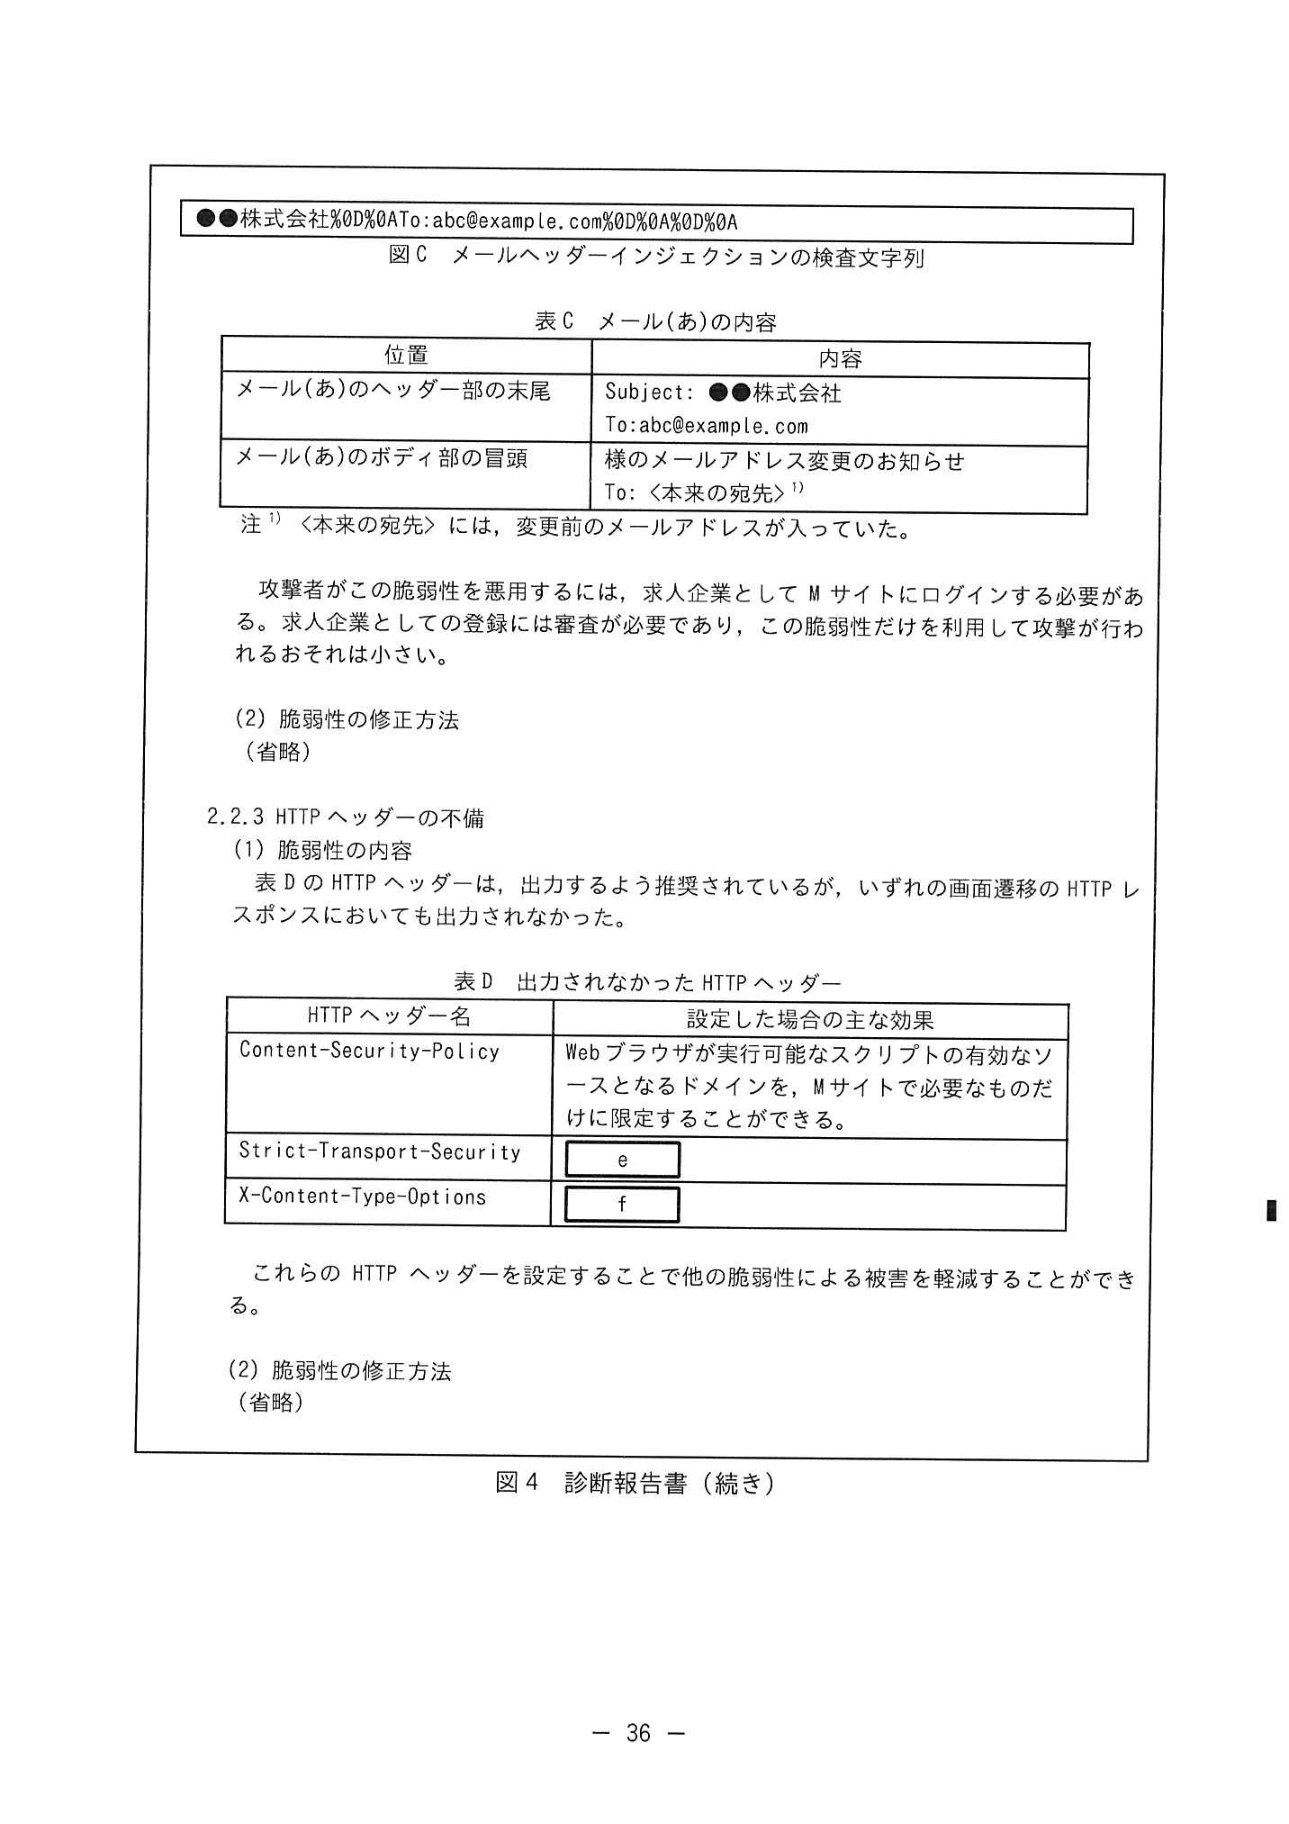 ●●株式会社%0D%0ATo:abc@example.com%0D%0A%0D%0A
図C　メールヘッダーインジェクションの検査文字列
表C　メール(あ)の内容
位置　内容
メール(あ)のヘッダー部の末尾　Subject: ●●株式会社
To:abc@example.com
メール(あ)のボディ部の冒頭　様のメールアドレス変更のお知らせ
To:〈本来の宛先〉1)
注1)〈本来の宛先〉には，変更前のメールアドレスが入っていた。
攻撃者がこの脆弱性を悪用するには，求人企業として M サイトにログインする必要があ
る。求人企業としての登録には審査が必要であり，この脆弱性だけを利用して攻撃が行わ
れるおそれは小さい。
(2) 脆弱性の修正方法
（省略）
2.2.3 HTTP ヘッダーの不備
(1) 脆弱性の内容
表 D の HTTP ヘッダーは，出力するよう推奨されているが，いずれの画面遷移の HTTP レ
スポンスにおいても出力されなかった。
表D　出力されなかった HTTP ヘッダー
HTTP ヘッダー名　設定した場合の主な効果
Content-Security-Policy　Web ブラウザが実行可能なスクリプトの有効なソ
ースとなるドメインを，M サイトで必要なものだ
けに限定することができる。
Strict-Transport-Security　e
X-Content-Type-Options　f
これらの HTTP ヘッダーを設定することで他の脆弱性による被害を軽減することができ
る。
(2) 脆弱性の修正方法
（省略）
図4　診断報告書（続き）
― 36 ―